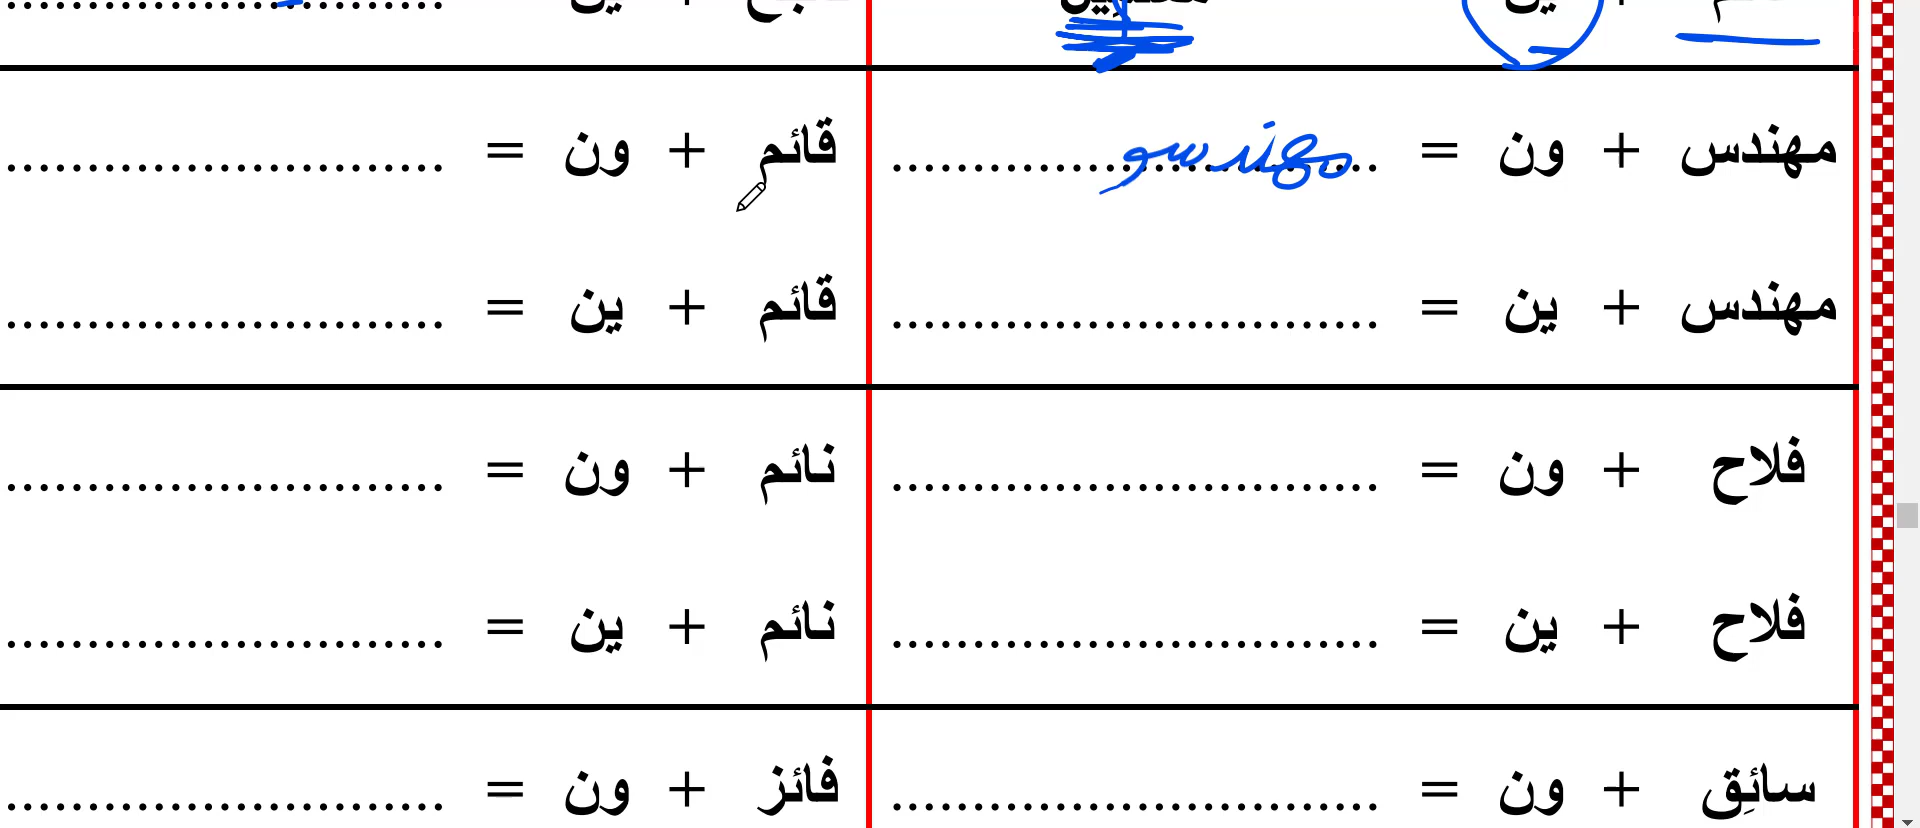 مهندس + ون = ............................ مهندسو
قائم + ون = ............................
مهندس + ين = ............................
قائم + ين = ............................
فلاح + ون = ............................
نائم + ون = ............................
فلاح + ين = ............................
نائم + ين = ............................
سائِق + ون = ............................
فائز + ون = ............................